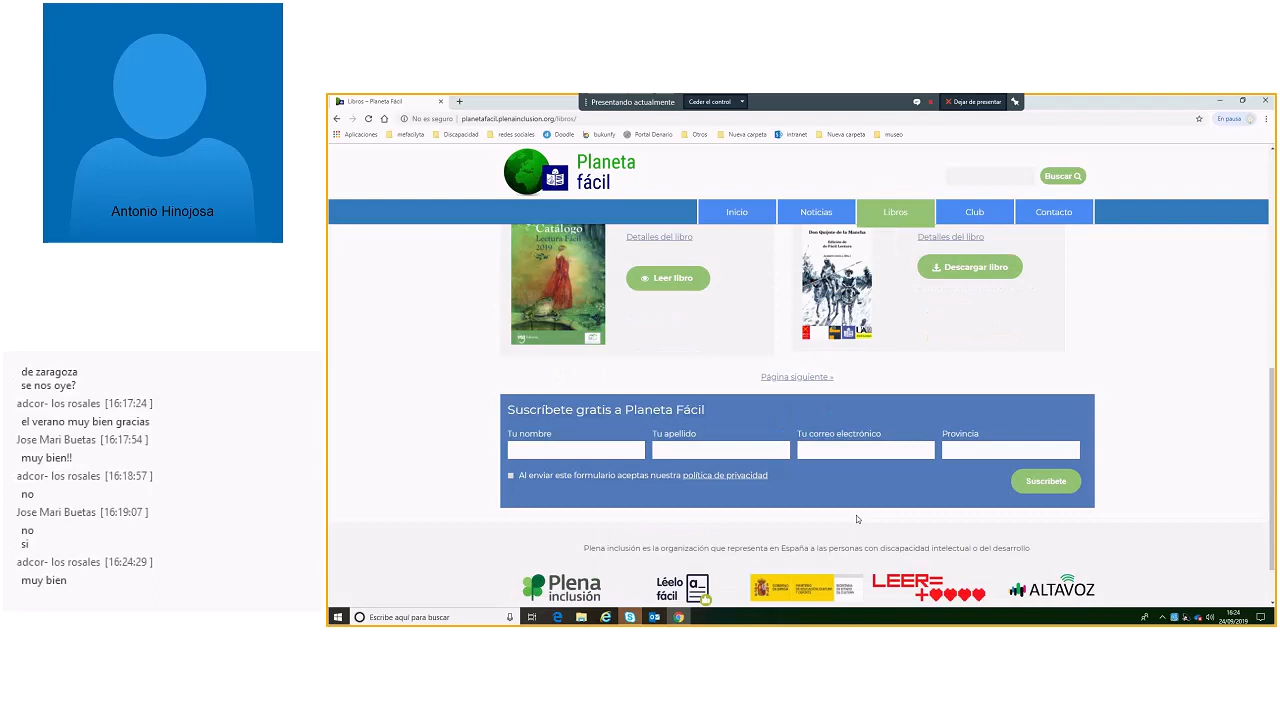 Antonio Hinojosa
de zaragoza
se nos oye?
adcor- los rosales [16:17:24 ]
el verano muy bien gracias
Jose Mari Buetas [16:17:54 ]
muy bien!!
adcor- los rosales [16:18:57 ]
no
Jose Mari Buetas [16:19:07 ]
no
si
adcor- los rosales [16:24:29 ]
muy bien
Libros – Planeta Fácil
Presentando actualmente
Ceder el control
Dejar de presentar
No es seguro | planetafacil.plenainclusion.org/libros/
En pausa
Aplicaciones
mefacilyta
Discapacidad
redes sociales
Doodle
bukunfy
Portal Denario
Otros
Nueva carpeta
intranet
Nueva carpeta
museo
Planeta
fácil
Buscar
Inicio
Noticias
Libros
Club
Contacto
Catálogo
Lectura Fácil
2019
Detalles del libro
Leer libro
Don Quijote de la Mancha
Detalles del libro
Descargar libro
Página siguiente »
Suscríbete gratis a Planeta Fácil
Tu nombre
Tu apellido
Tu correo electrónico
Provincia
Al enviar este formulario aceptas nuestra política de privacidad
Suscríbete
Plena inclusión es la organización que representa en España a las personas con discapacidad intelectual o del desarrollo
Plena
inclusión
Léelo
fácil
LEER=
+
ALTAVOZ
Escribe aquí para buscar
16:24
24/09/2019